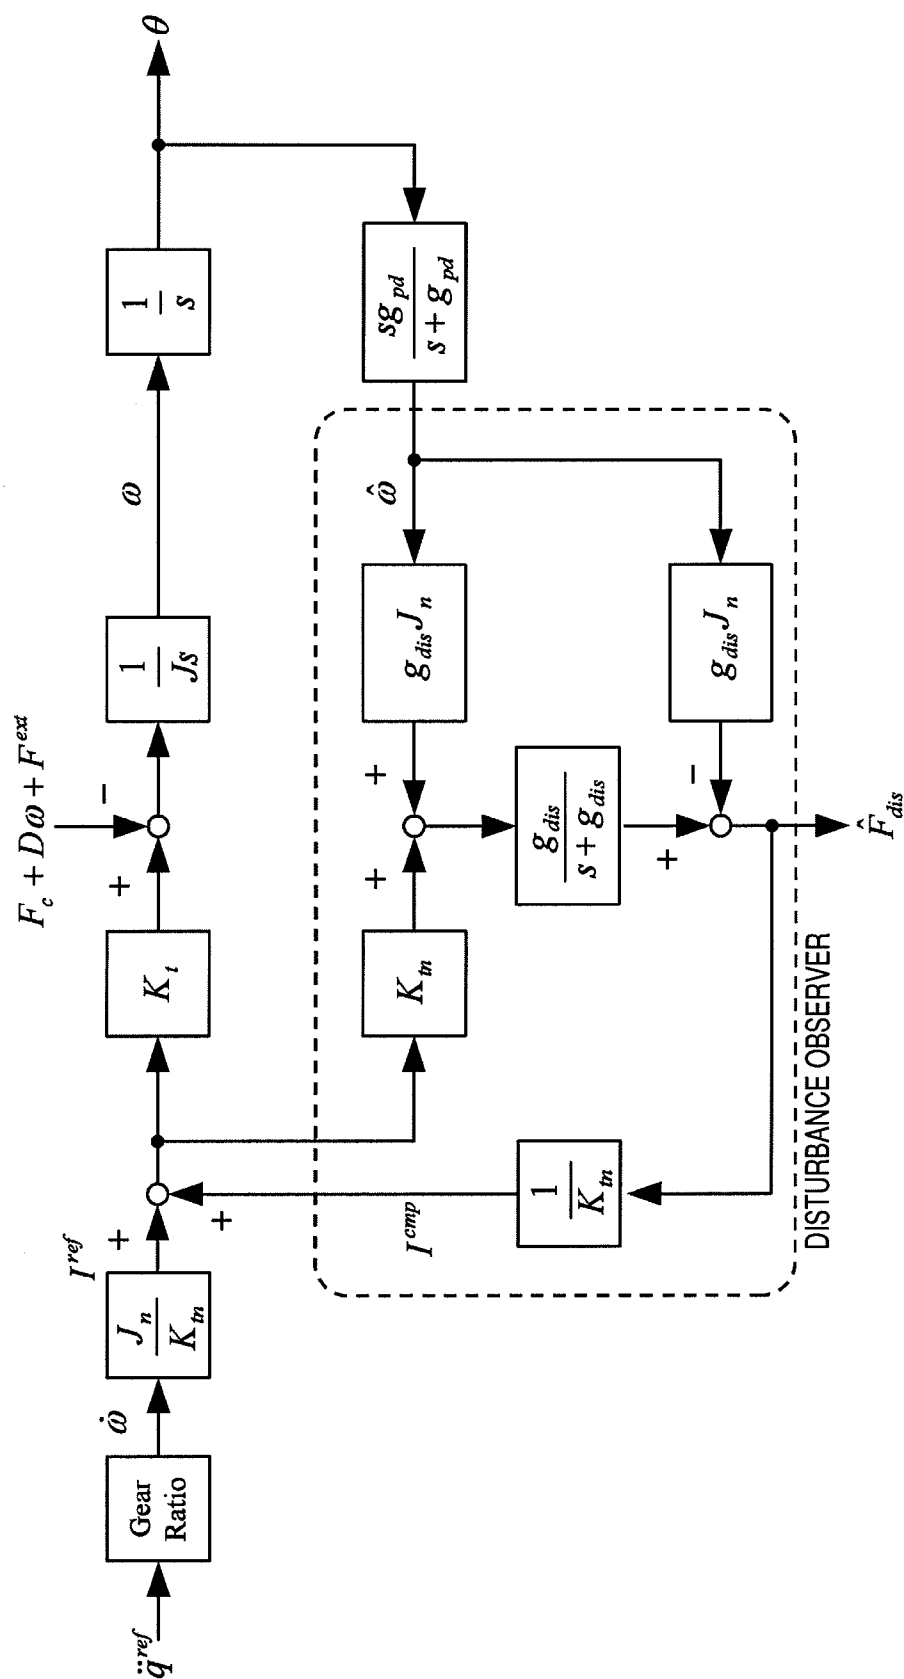 q̈^ref
Gear
Ratio
ω̇
J_n / K_tn
I^ref
+
+
K_t
+
F_c + Dω + F^ext
−
1 / Js
ω
1 / s
θ
sg_pd / s + g_pd
ω̂
g_dis J_n
+
+
K_tn
g_dis / s + g_dis
+
−
g_dis J_n
F̂_dis
1 / K_tn
I^cmp
DISTURBANCE OBSERVER